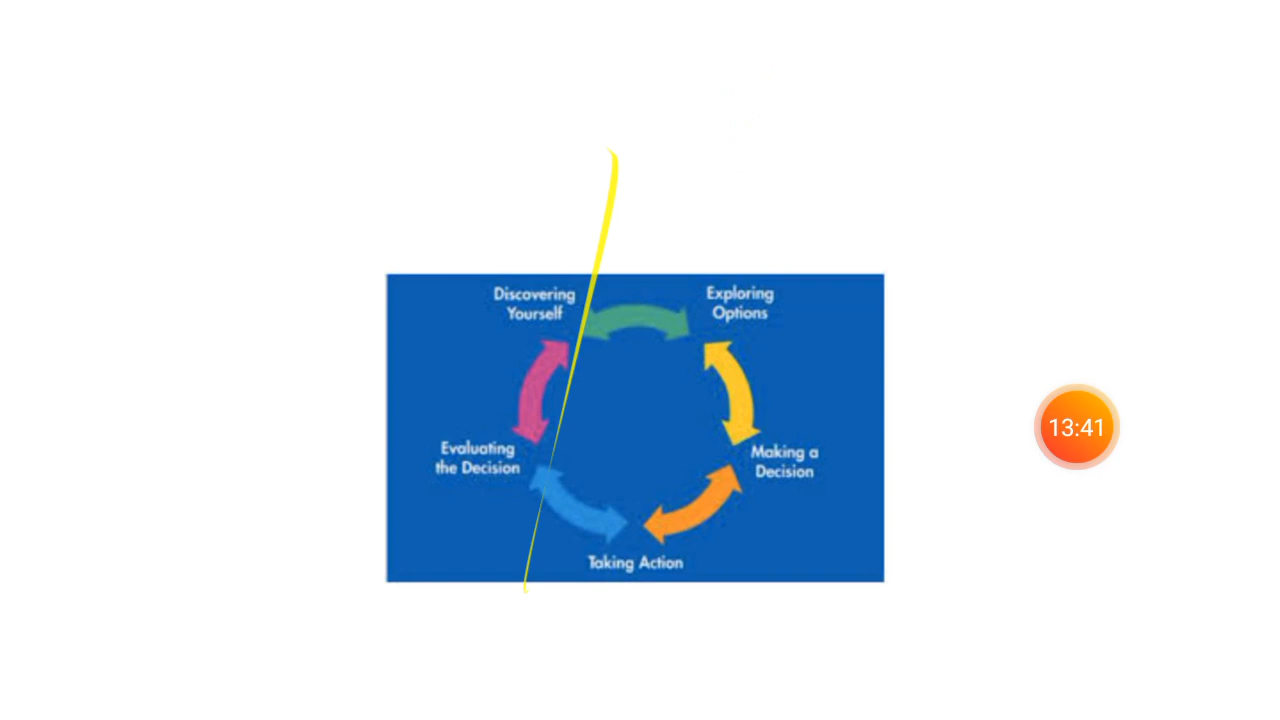 Discovering
Yourself
Exploring
Options
Evaluating
the Decision
Making a
Decision
Taking Action
13:41